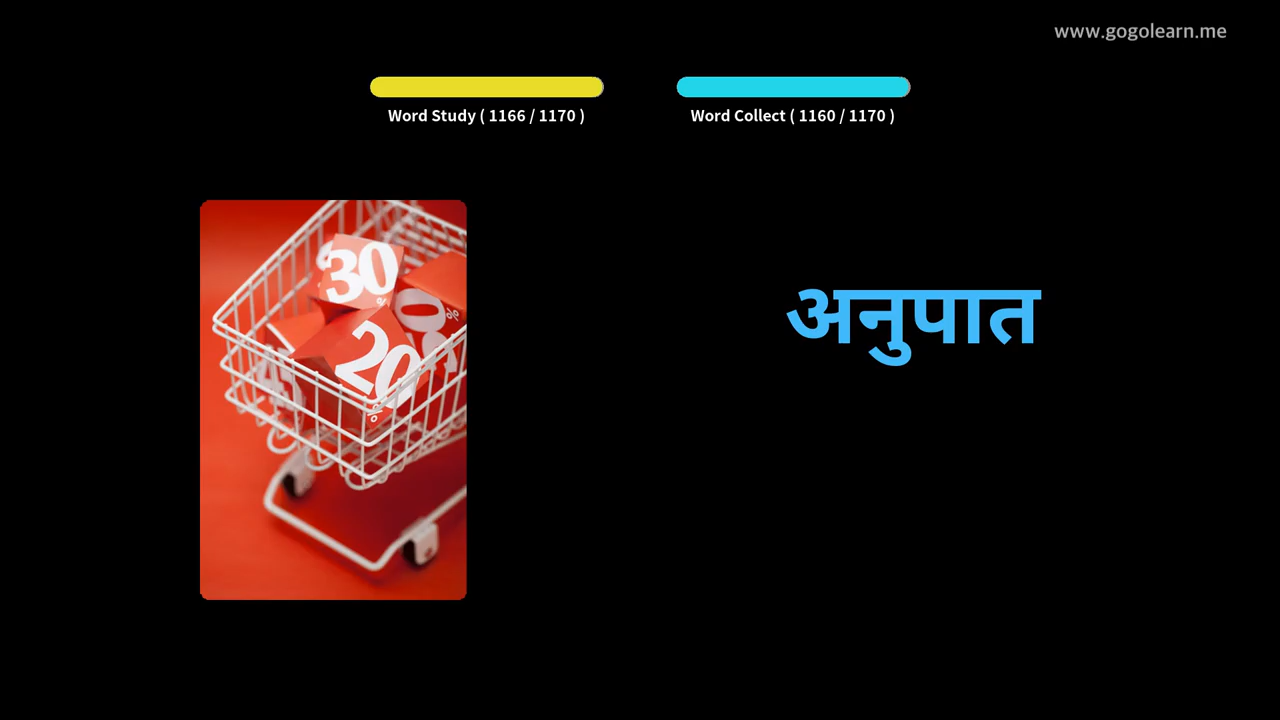 www.gogolearn.me
Word Study ( 1166 / 1170 )
Word Collect ( 1160 / 1170 )
30
%
20
%
अनुपात